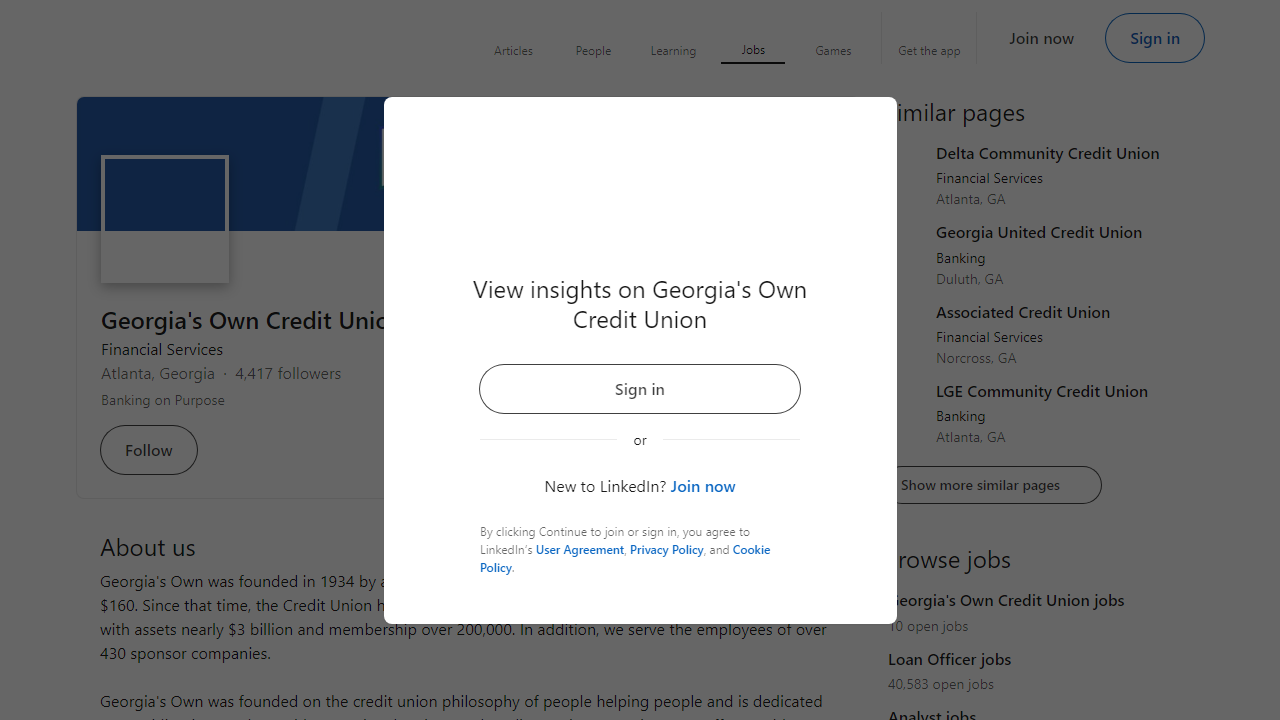 Articles
People
Learning
Jobs
Games
Get the app
Join now
Sign in
Georgia's Own Credit
Financial Services
Atlanta, Georgia · 4,417 followers
Banking on Purpose
Follow
About us
Georgia's Own was founded in 1934 by
$160. Since that time, the Credit Union
with assets nearly $3 billion and membership over 200,000. In addition, we serve the employees of over
430 sponsor companies.
Georgia's Own was founded on the credit union philosophy of people helping people and is dedicated
View insights on Georgia's Own
Credit Union
Sign in
or
New to LinkedIn? Join now
By clicking Continue to join or sign in, you agree to
LinkedIn's User Agreement, Privacy Policy, and Cookie
Policy.
pages
Delta Community Credit Union
Financial Services
Atlanta, GA
Georgia United Credit Union
Banking
Duluth, GA
Associated Credit Union
Financial Services
Norcross, GA
LGE Community Credit Union
Banking
Atlanta, GA
Show more similar pages
jobs
Georgia's Own Credit Union jobs
10 open jobs
Loan Officer jobs
40,583 open jobs
Analyst jobs